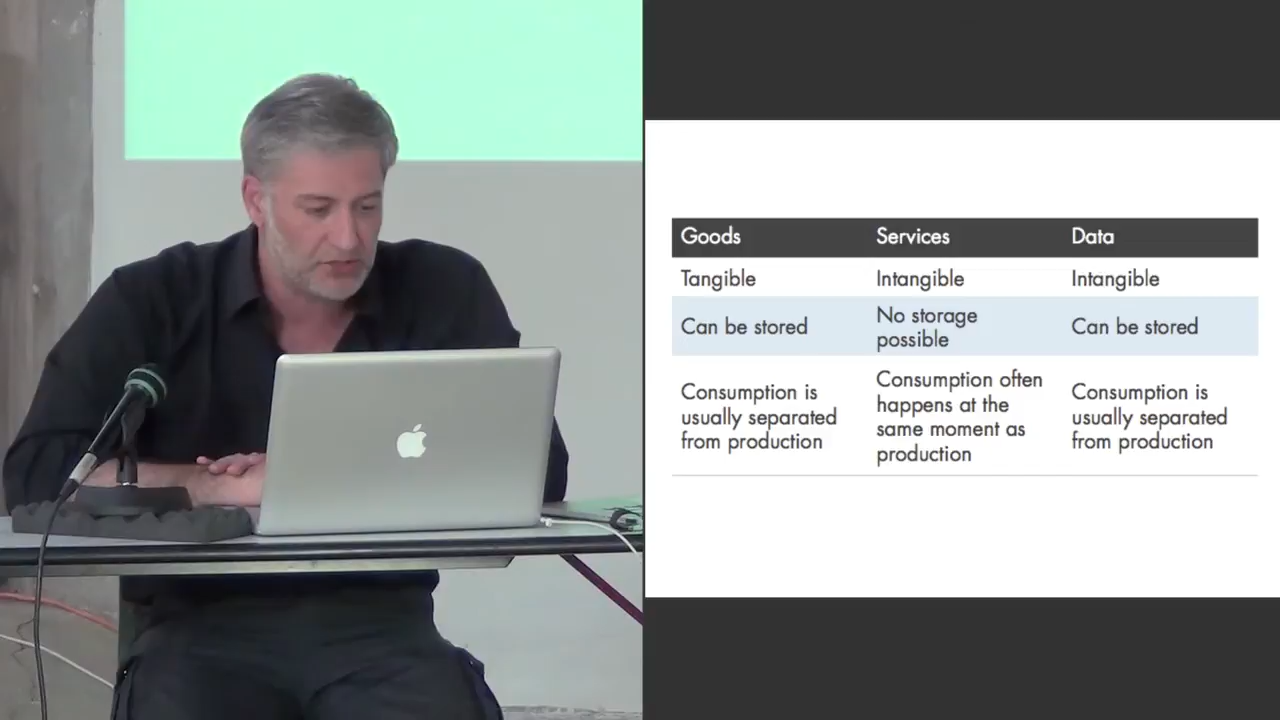 Goods Services Data
Tangible Intangible Intangible
Can be stored No storage possible Can be stored
Consumption is usually separated from production Consumption often happens at the same moment as production Consumption is usually separated from production